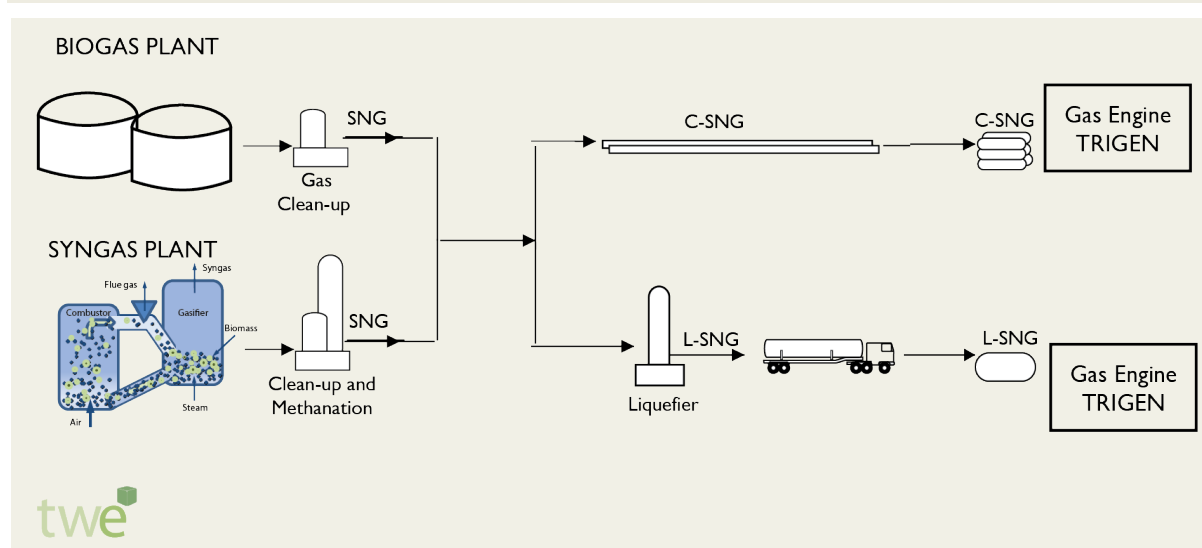 BIOGAS PLANT
SNG
Gas
Clean-up
C-SNG
C-SNG
Gas Engine
TRIGEN
SYNGAS PLANT
Syngas
Flue gas
Combustor
Gasifier
Biomass
Steam
Air
SNG
Clean-up and
Methanation
L-SNG
Liquefier
L-SNG
Gas Engine
TRIGEN
twe